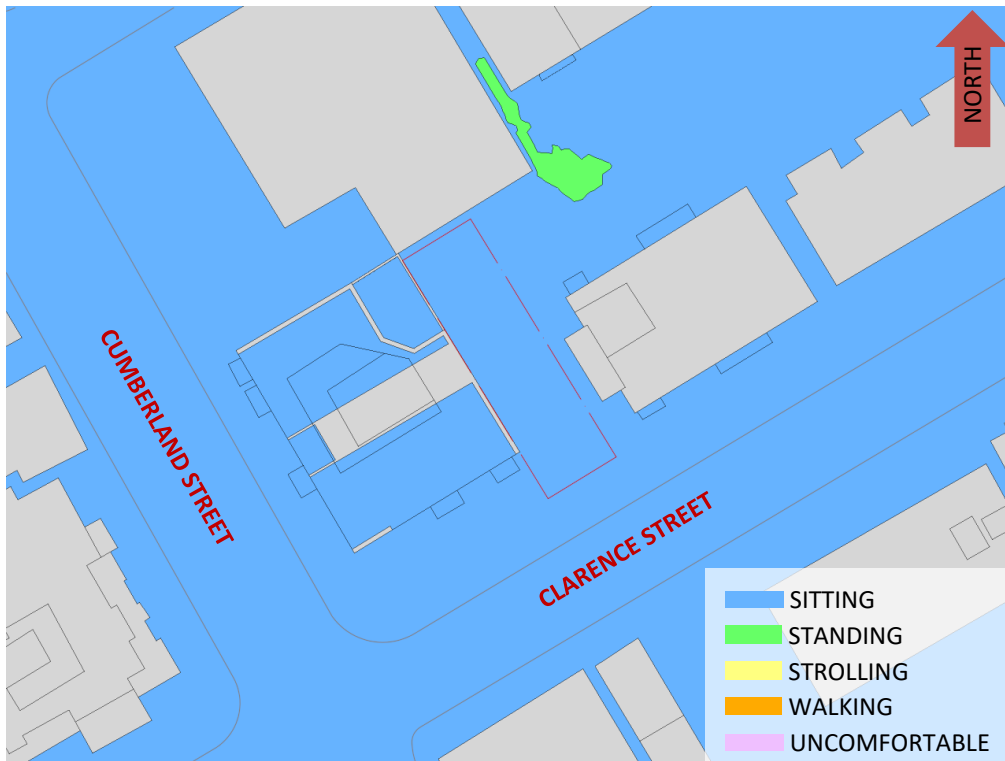 NORTH
CUMBERLAND STREET
CLARENCE STREET
SITTING
STANDING
STROLLING
WALKING
UNCOMFORTABLE